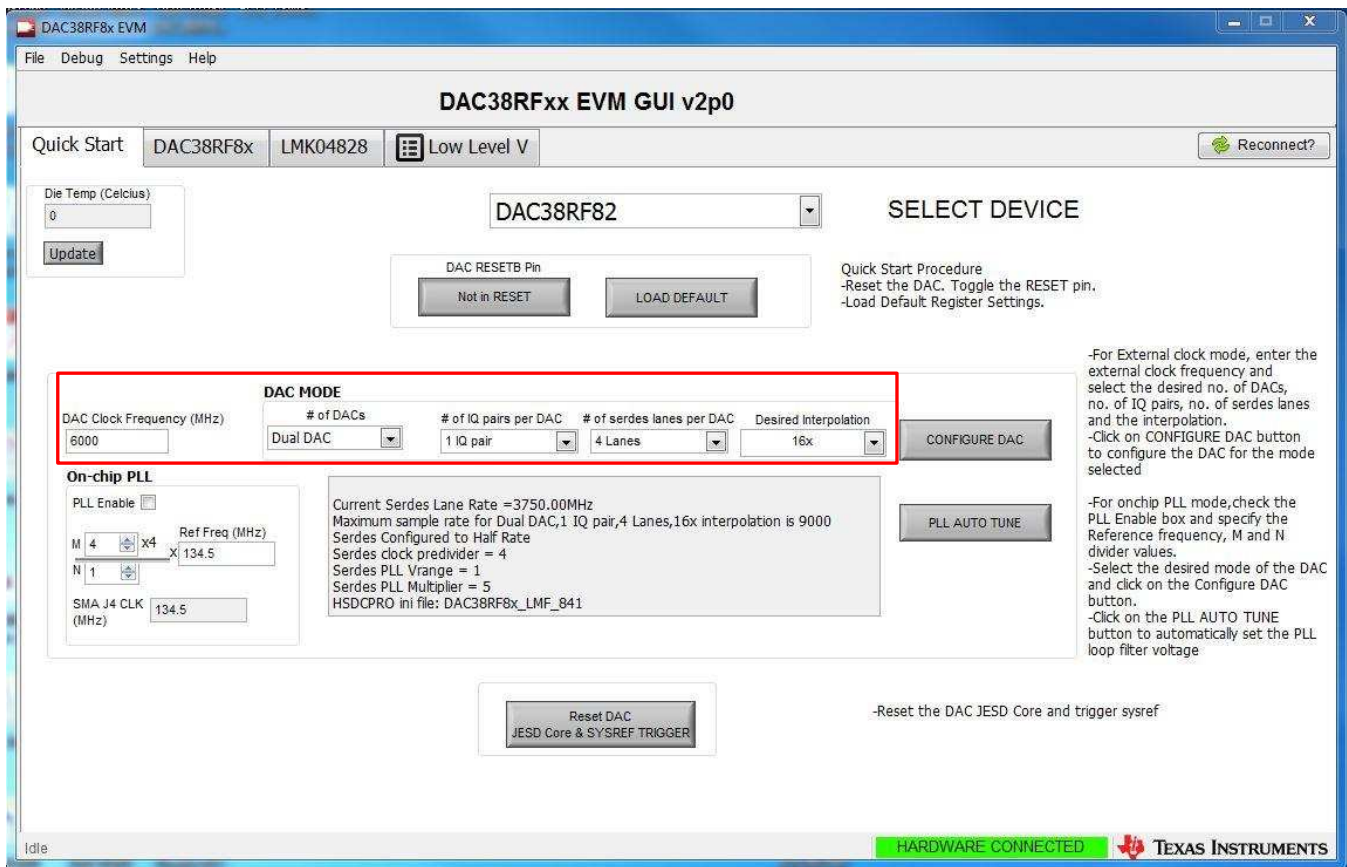 DAC38RF8x EVM
File Debug Settings Help
DAC38RFxx EVM GUI v2p0
Quick Start DAC38RF8x LMK04828 Low Level V Reconnect?
Die Temp (Celcius)
0
Update
DAC38RF82
SELECT DEVICE
DAC RESETB Pin
Not in RESET LOAD DEFAULT
Quick Start Procedure
-Reset the DAC. Toggle the RESET pin.
-Load Default Register Settings.
DAC MODE
DAC Clock Frequency (MHz) # of DACs # of IQ pairs per DAC # of serdes lanes per DAC Desired Interpolation
6000 Dual DAC 1 IQ pair 4 Lanes 16x
CONFIGURE DAC
-For External clock mode, enter the
external clock frequency and
select the desired no. of DACs,
no. of IQ pairs, no. of serdes lanes
and the interpolation.
-Click on CONFIGURE DAC button
to configure the DAC for the mode
selected
On-chip PLL
PLL Enable
M 4 x4 X Ref Freq (MHz)
134.5
N 1
SMA J4 CLK
(MHz)
134.5
Current Serdes Lane Rate =3750.00MHz
Maximum sample rate for Dual DAC,1 IQ pair,4 Lanes,16x interpolation is 9000
Serdes Configured to Half Rate
Serdes clock predivider = 4
Serdes PLL Vrange = 1
Serdes PLL Multiplier = 5
HSDCPRO ini file: DAC38RF8x_LMF_841
PLL AUTO TUNE
-For onchip PLL mode,check the
PLL Enable box and specify the
Reference frequency, M and N
divider values.
-Select the desired mode of the DAC
and click on the Configure DAC
button.
-Click on the PLL AUTO TUNE
button to automatically set the PLL
loop filter voltage
Reset DAC
JESD Core & SYSREF TRIGGER
-Reset the DAC JESD Core and trigger sysref
Idle
HARDWARE CONNECTED
TEXAS INSTRUMENTS